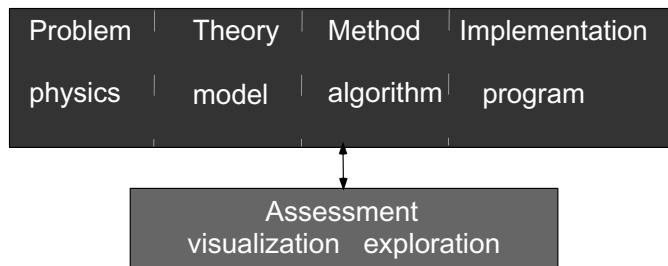 Problem Theory Method Implementation
physics model algorithm program
Assessment
visualization exploration